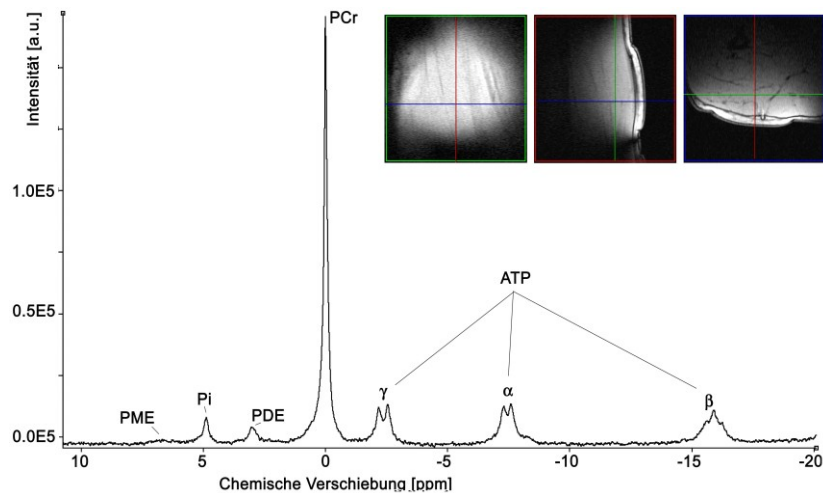 PCr
Intensität [a.u.]
1.0E5
ATP
0.5E5
γ
α
β
Pi
PME
PDE
0.0E5
10
5
0
-5
-10
-15
-20
Chemische Verschiebung [ppm]